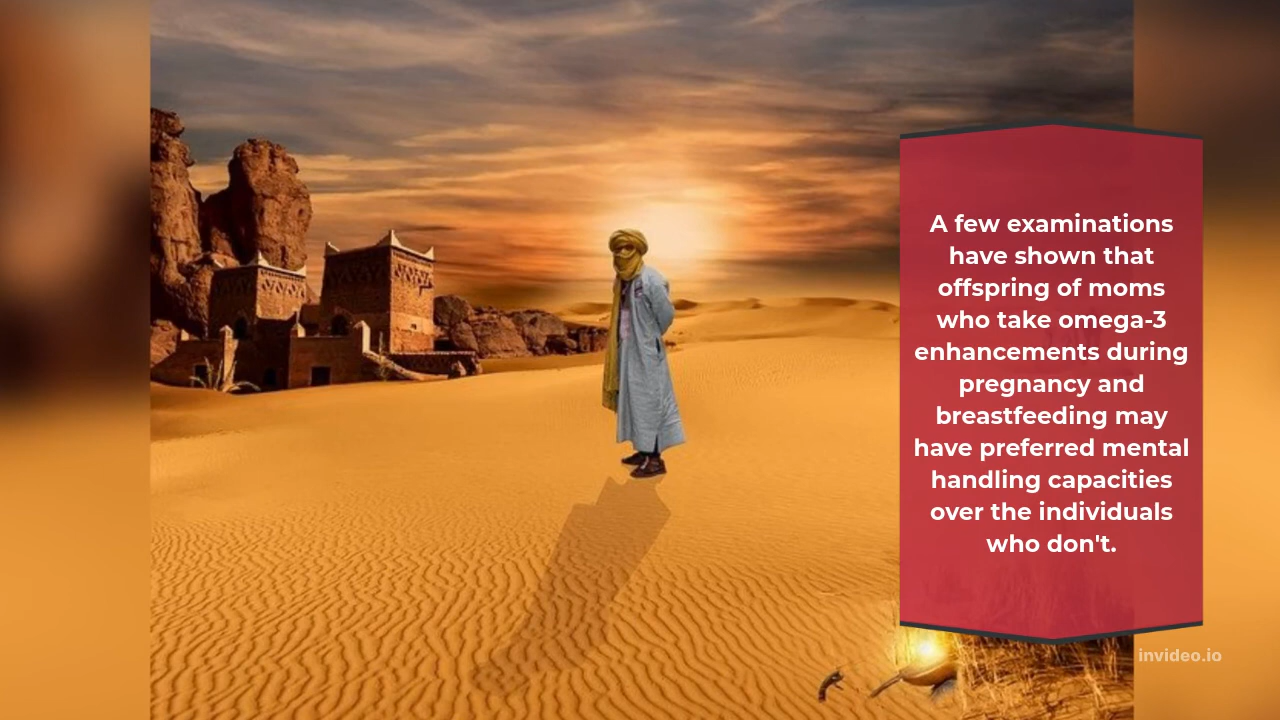 A few examinations
have shown that
offspring of moms
who take omega-3
enhancements during
pregnancy and
breastfeeding may
have preferred mental
handling capacities
over the individuals
who don't.
invideo.io